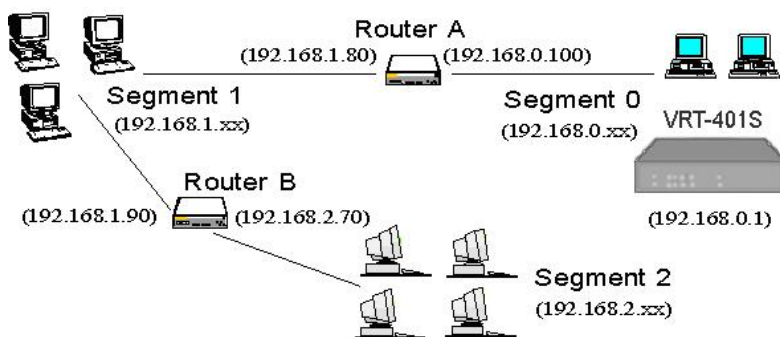 Router A
(192.168.1.80)
(192.168.0.100)
Segment 1
(192.168.1.xx)
Segment 0
(192.168.0.xx)
VRT-401S
(192.168.0.1)
Router B
(192.168.1.90)
(192.168.2.70)
Segment 2
(192.168.2.xx)